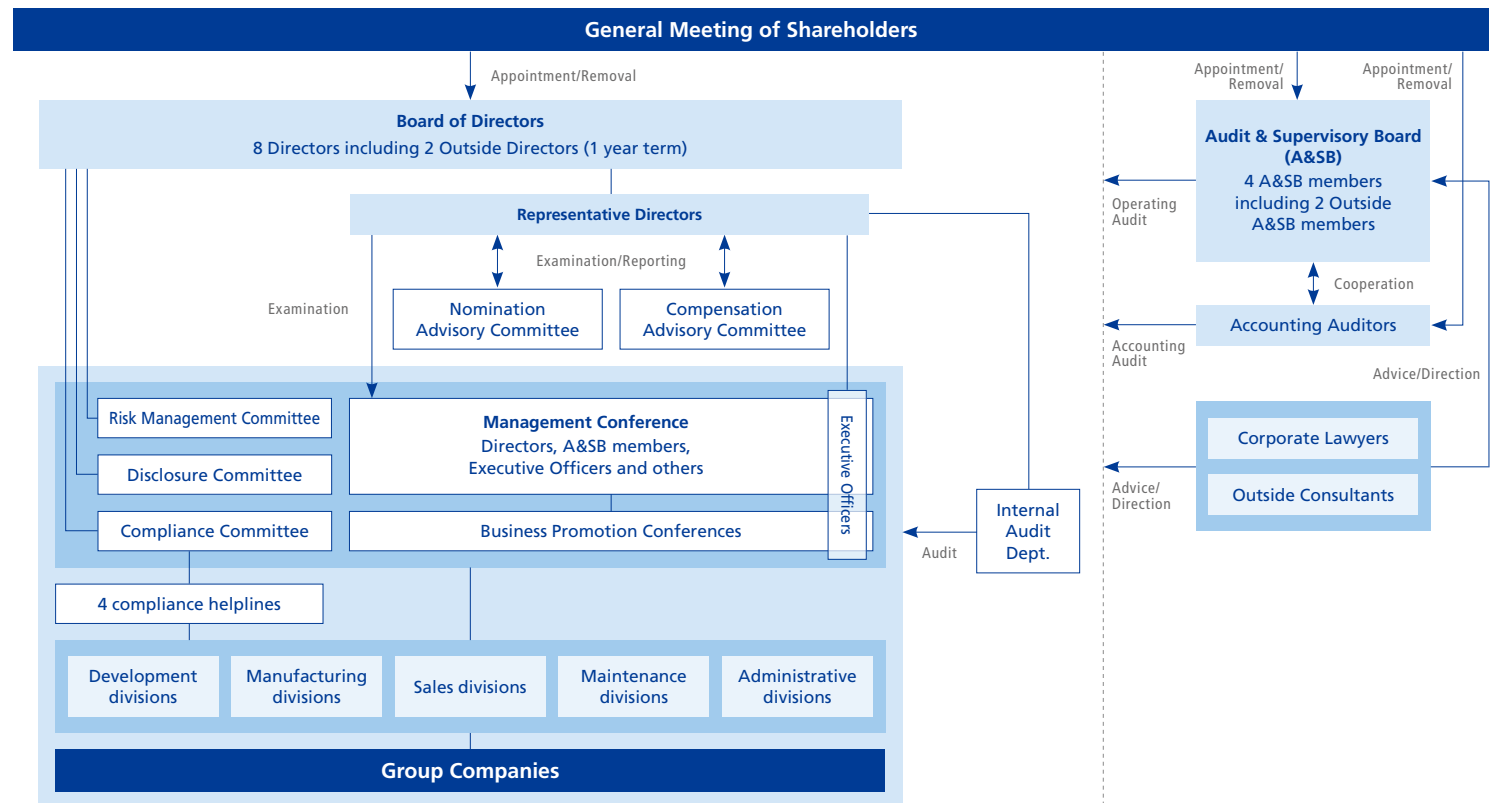 General Meeting of Shareholders
Appointment/Removal
Appointment/
Removal
Appointment/
Removal
Board of Directors
8 Directors including 2 Outside Directors (1 year term)
Audit & Supervisory Board
(A&SB)
4 A&SB members
including 2 Outside
A&SB members
Operating
Audit
Representative Directors
Examination/Reporting
Examination
Nomination
Advisory Committee
Compensation
Advisory Committee
Cooperation
Accounting Auditors
Accounting
Audit
Advice/Direction
Risk Management Committee
Disclosure Committee
Compliance Committee
Management Conference
Directors, A&SB members,
Executive Officers and others
Business Promotion Conferences
Executive Officers
Internal
Audit
Dept.
Audit
Corporate Lawyers
Outside Consultants
Advice/
Direction
4 compliance helplines
Development
divisions
Manufacturing
divisions
Sales divisions
Maintenance
divisions
Administrative
divisions
Group Companies